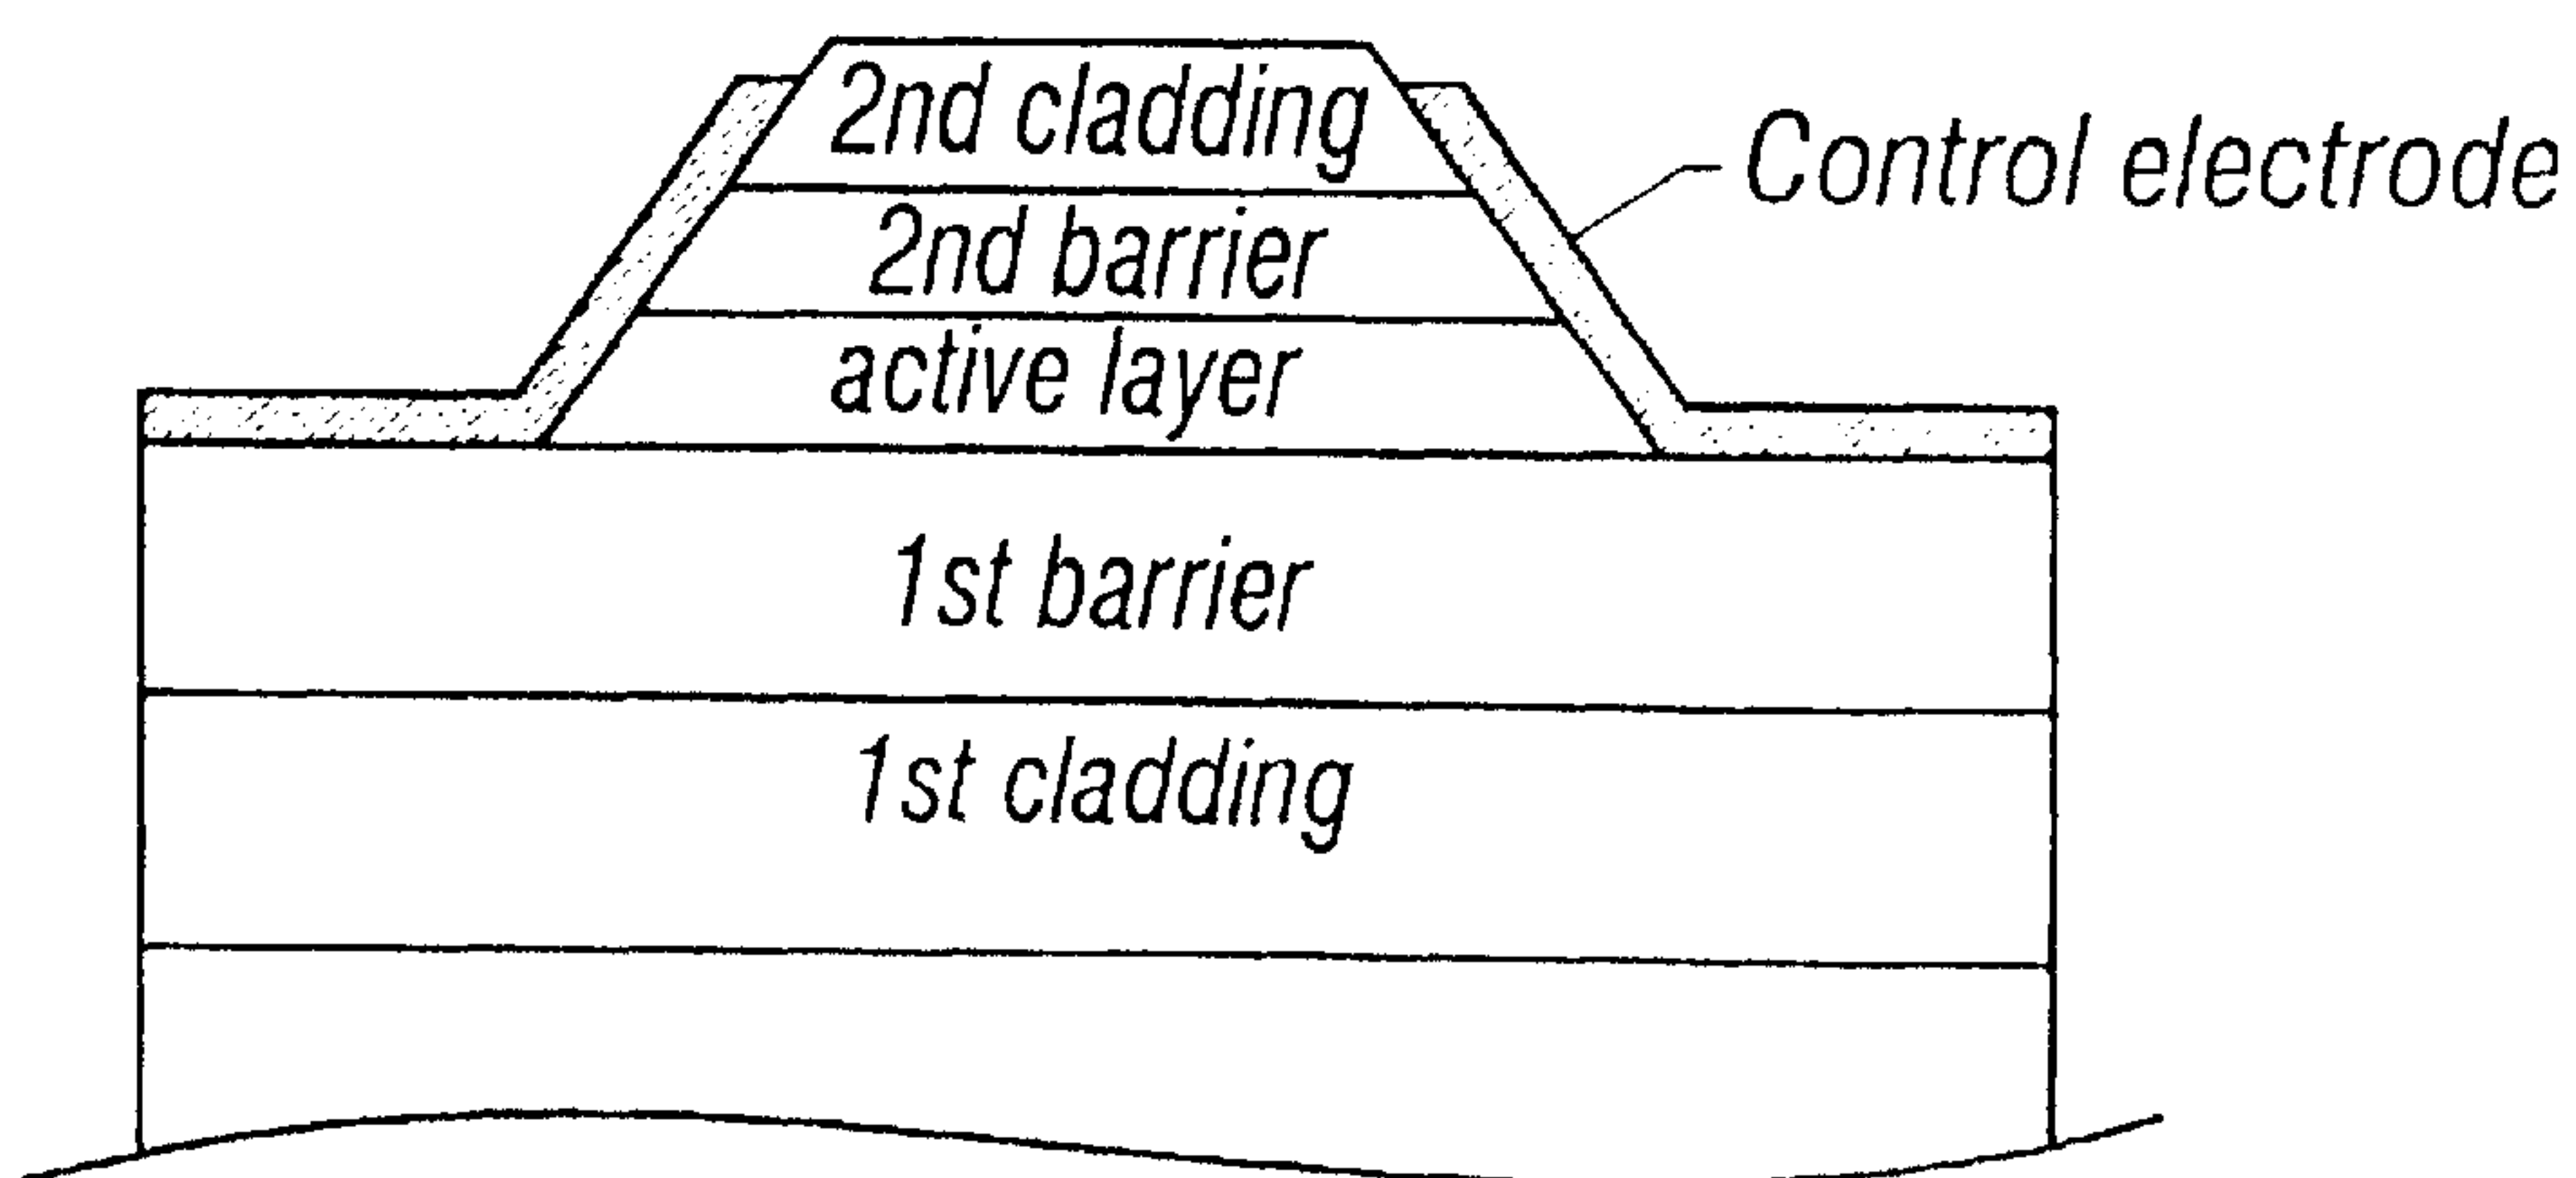 2nd cladding
Control electrode
2nd barrier
active layer
1st barrier
1st cladding